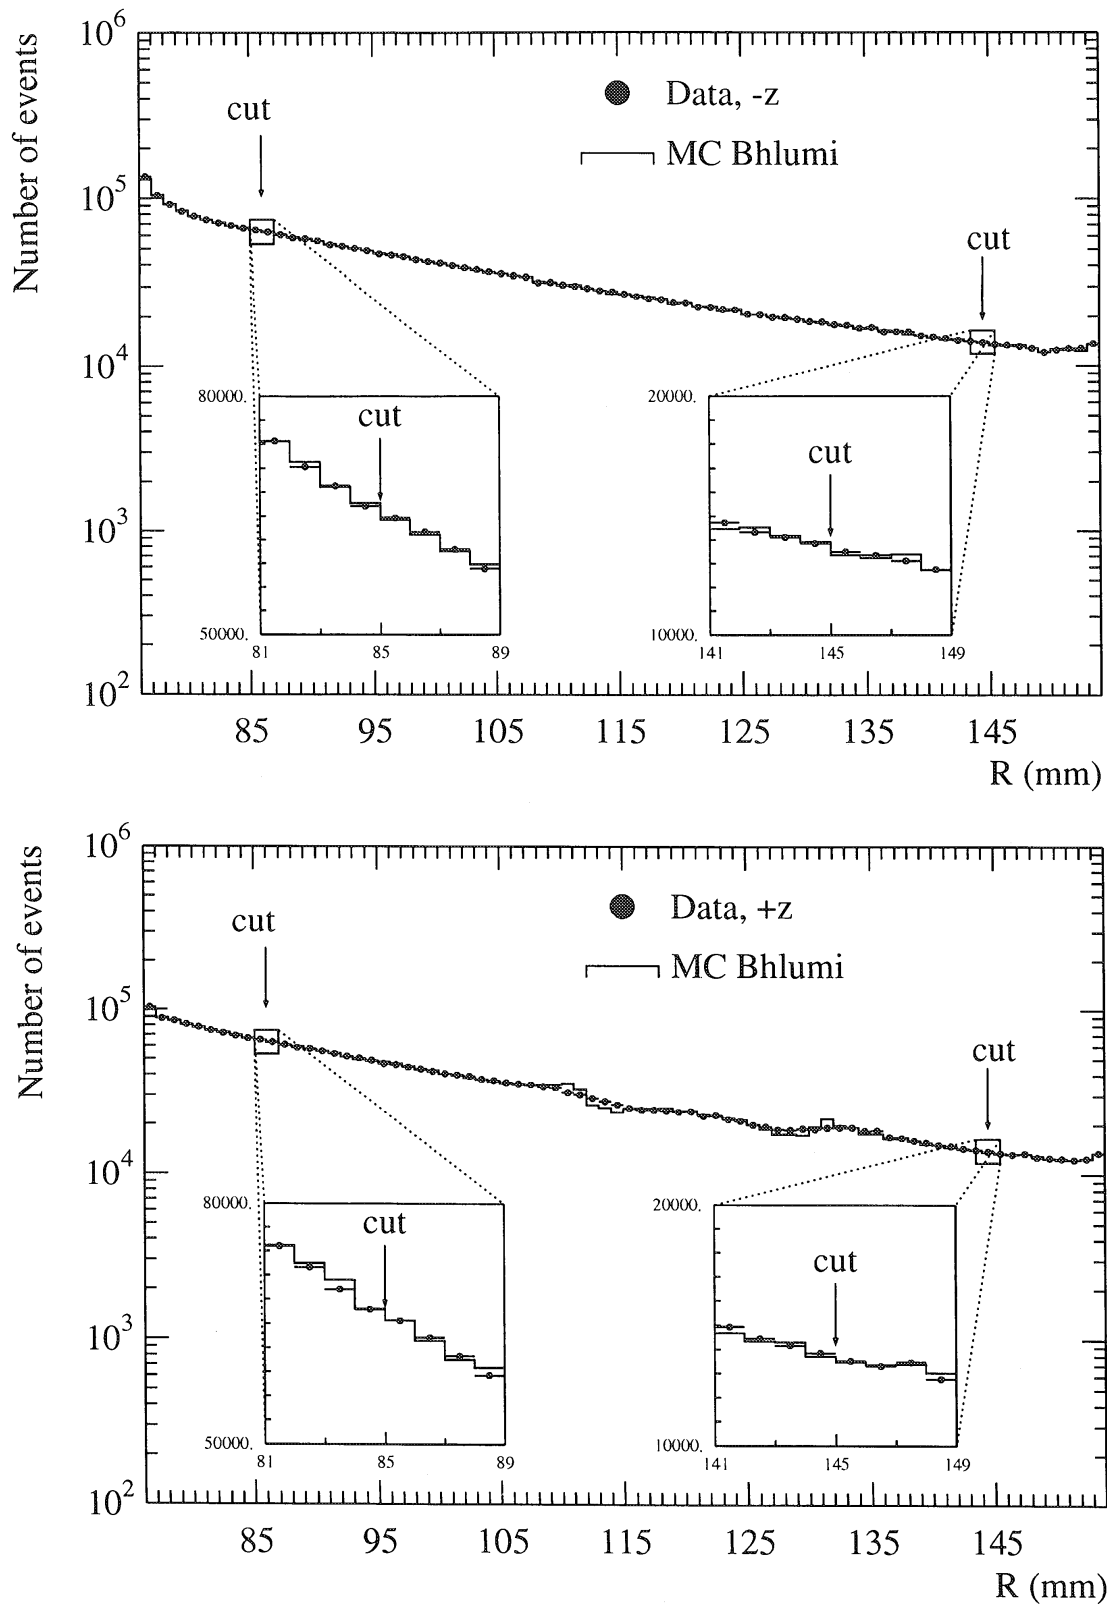 Number of events
10^6
10^5
10^4
10^3
10^2
cut
Data, -z
MC Bhlumi
cut
80000.
cut
50000.
81 85 89
20000.
cut
10000.
141 145 149
85 95 105 115 125 135 145
R (mm)
Number of events
10^6
10^5
10^4
10^3
10^2
cut
Data, +z
MC Bhlumi
cut
80000.
cut
50000.
81 85 89
20000.
cut
10000.
141 145 149
85 95 105 115 125 135 145
R (mm)